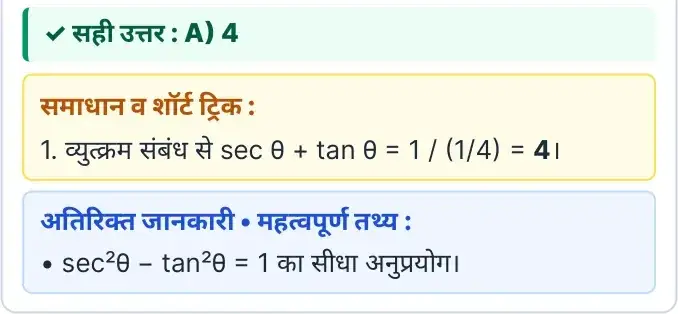 ✓ सही उत्तर : A) 4
समाधान व शॉर्ट ट्रिक :
1. व्युत्क्रम संबंध से sec θ + tan θ = 1 / (1/4) = 4।
अतिरिक्त जानकारी • महत्वपूर्ण तथ्य :
• sec²θ − tan²θ = 1 का सीधा अनुप्रयोग।